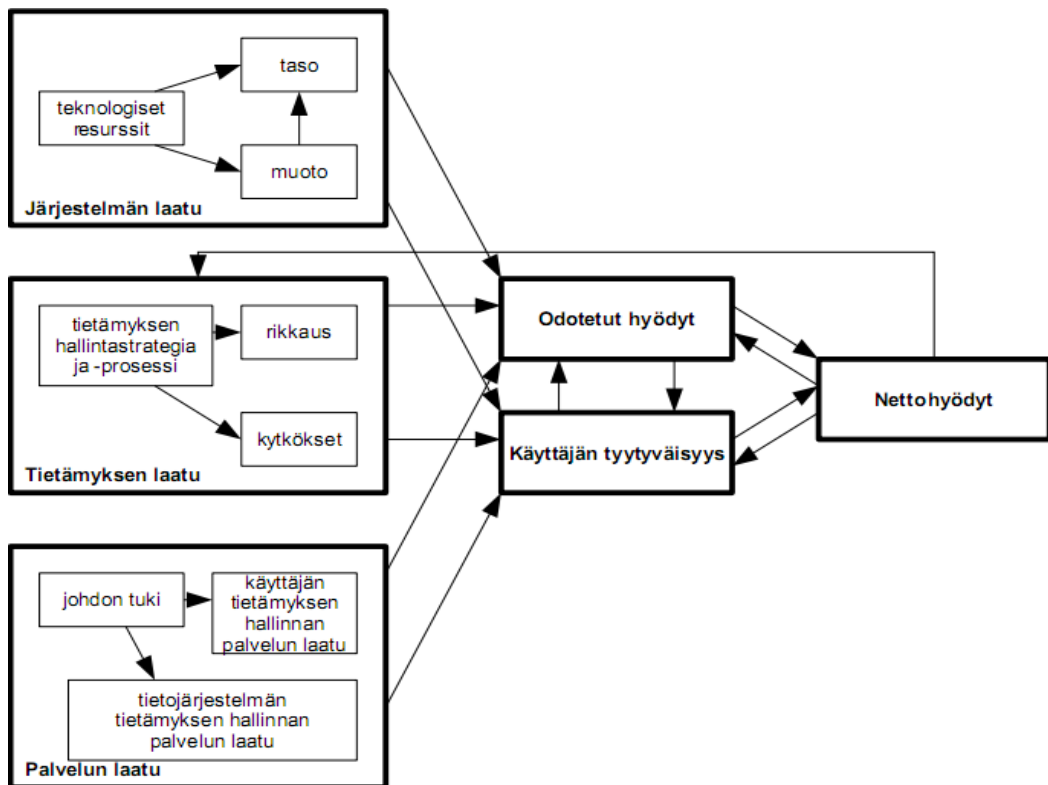 taso
teknologiset
resurssit
muoto
Järjestelmän laatu
tietämyksen
hallintastrategia
ja -prosessi
rikkaus
kytkökset
Tietämyksen laatu
johdon tuki
käyttäjän
tietämyksen
hallinnan
palvelun laatu
tietojärjestelmän
tietämyksen hallinnan
palvelun laatu
Palvelun laatu
Odotetut hyödyt
Käyttäjän tyytyväisyys
Nettohyödyt